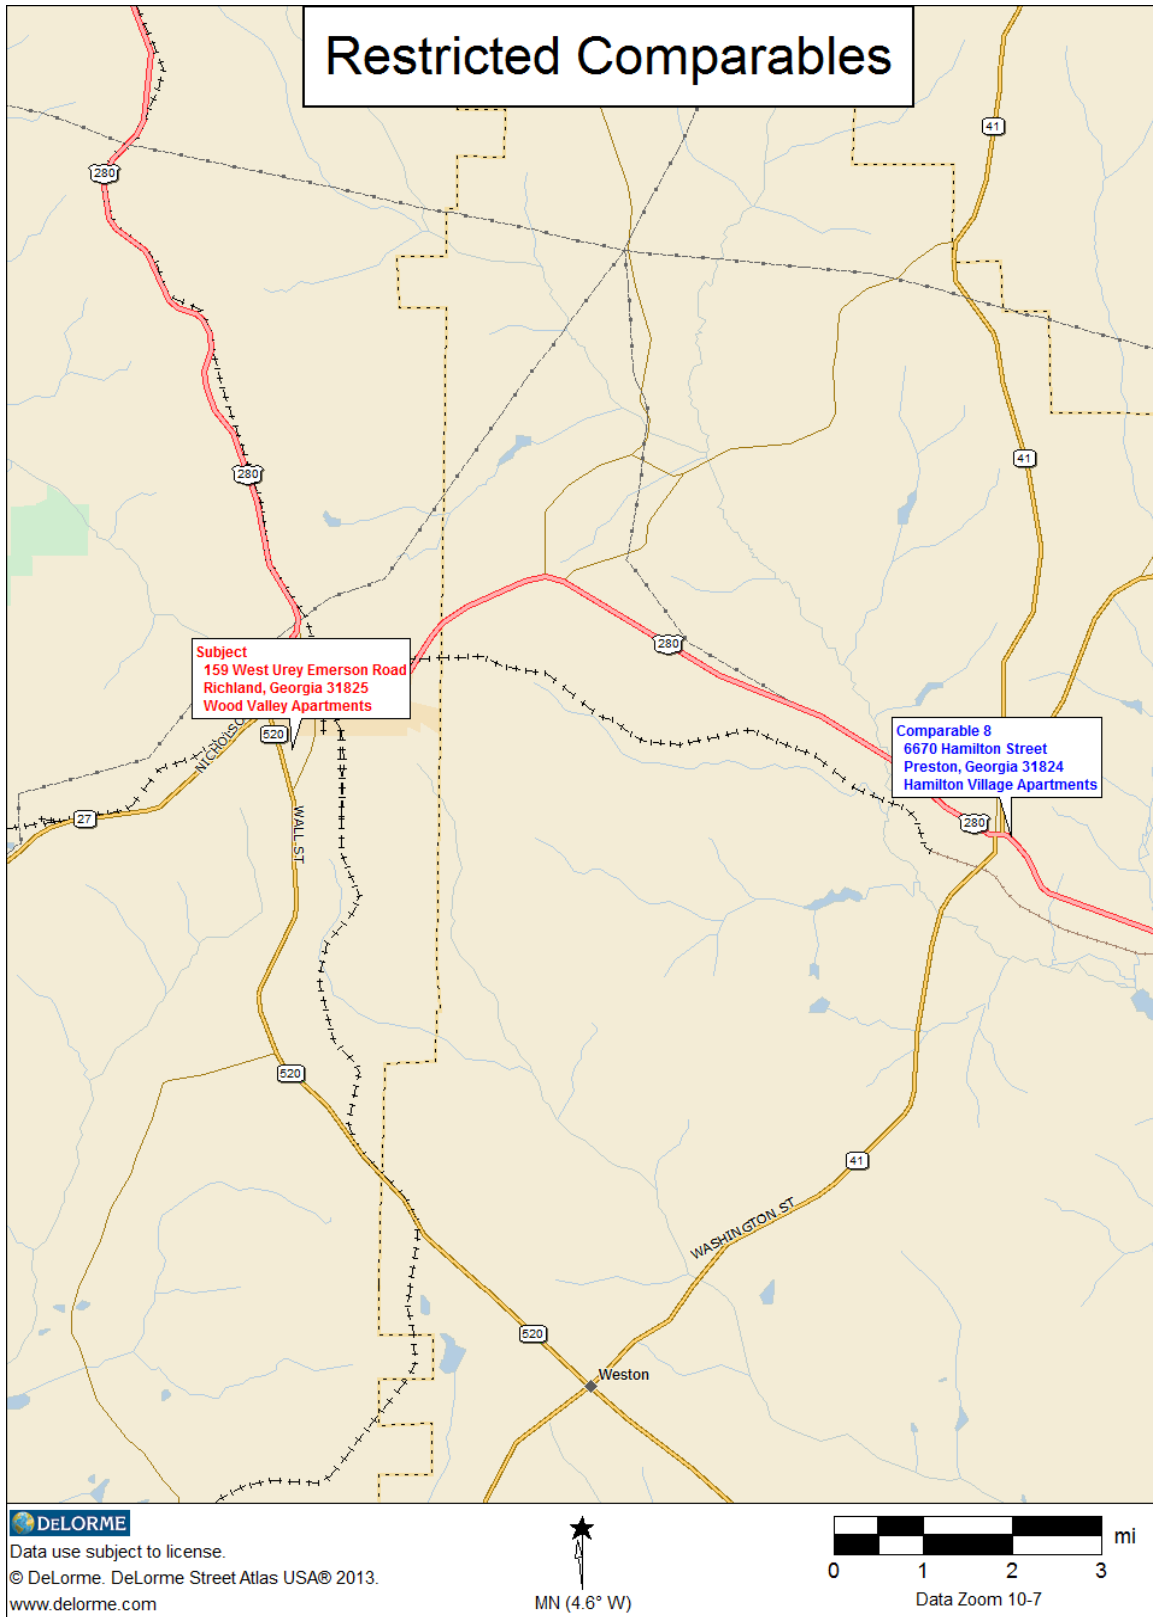 Restricted Comparables
41
280
41
280
280
Subject
159 West Urey Emerson Road
Richland, Georgia 31825
Wood Valley Apartments
Comparable 8
6670 Hamilton Street
Preston, Georgia 31824
Hamilton Village Apartments
520
27
WALL ST
280
520
41
WASHINGTON ST
520
Weston
DELORME
Data use subject to license.
© DeLorme. DeLorme Street Atlas USA® 2013.
www.delorme.com
MN (4.6° W)
mi
0 1 2 3
Data Zoom 10-7